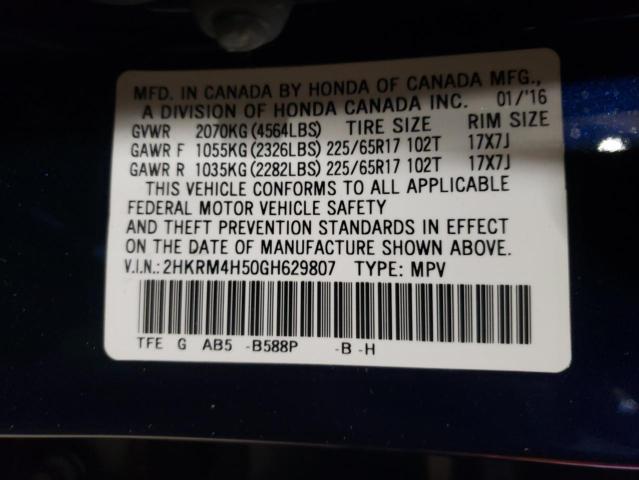 MFD. IN CANADA BY HONDA OF CANADA MFG.,
A DIVISION OF HONDA CANADA INC. 01/'16
GVWR 2070KG (4564LBS) TIRE SIZE RIM SIZE
GAWR F 1055KG (2326LBS) 225/65R17 102T 17X7J
GAWR R 1035KG (2282LBS) 225/65R17 102T 17X7J
THIS VEHICLE CONFORMS TO ALL APPLICABLE
FEDERAL MOTOR VEHICLE SAFETY
AND THEFT PREVENTION STANDARDS IN EFFECT
ON THE DATE OF MANUFACTURE SHOWN ABOVE.
V.I.N.: 2HKRM4H50GH629807 TYPE: MPV
TFE G AB5 -B588P -B -H